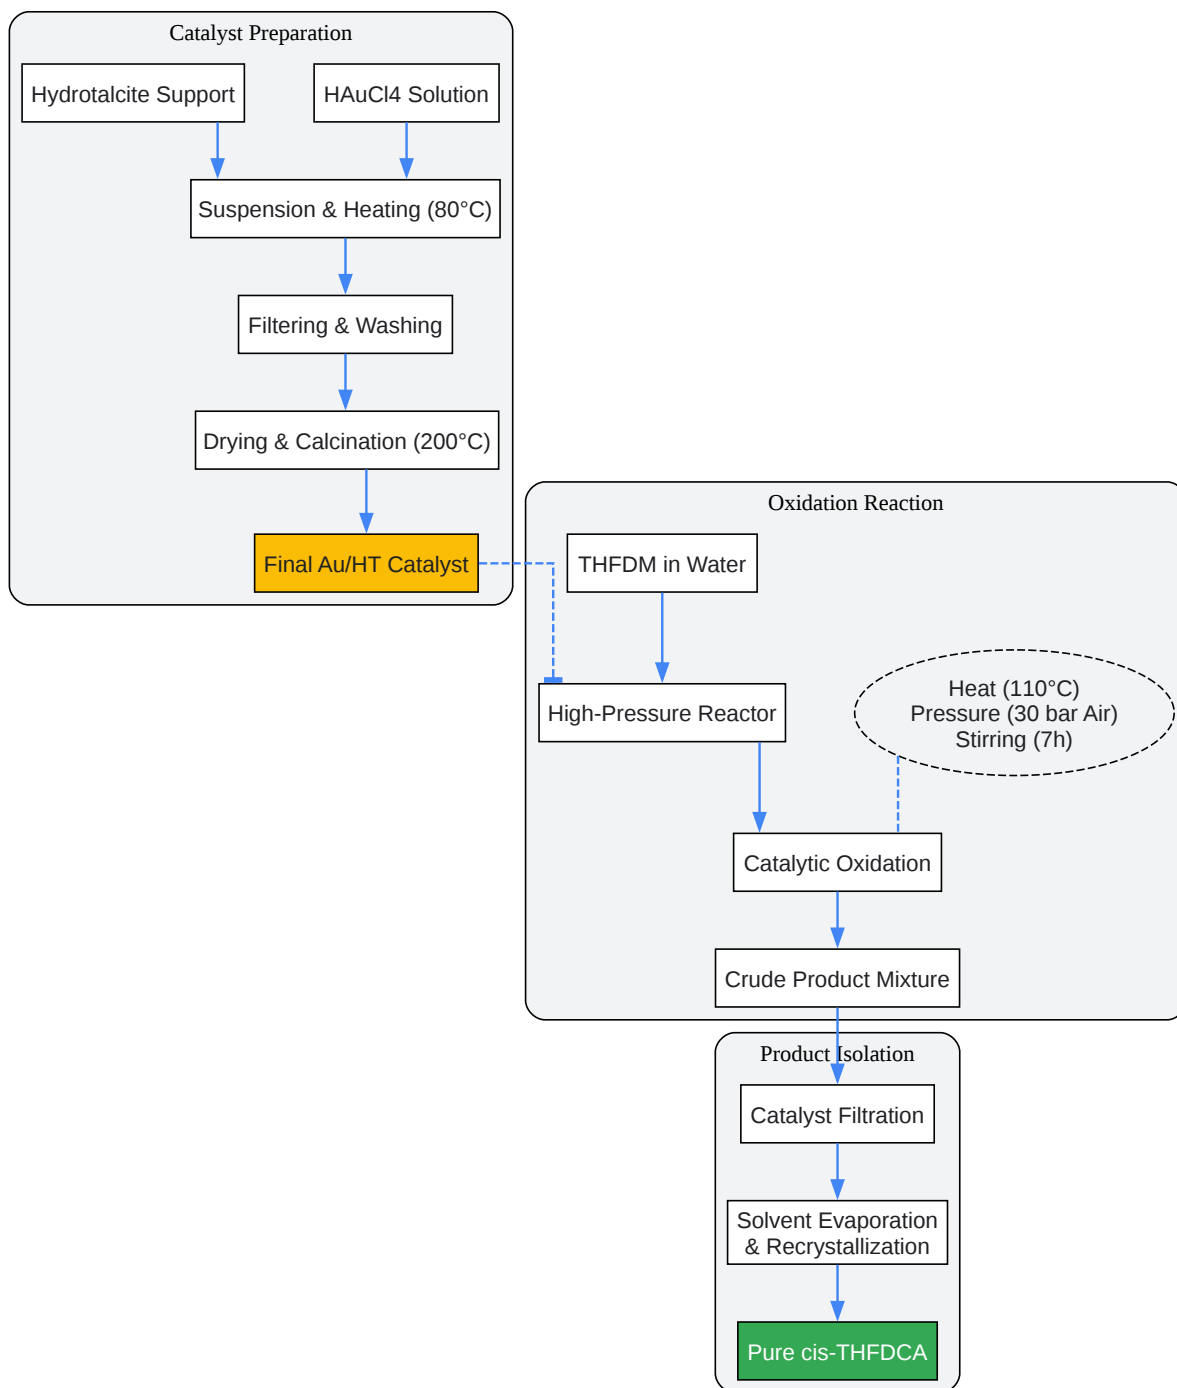 Catalyst Preparation
Hydrotalcite Support
HAuCl4 Solution
Suspension & Heating (80°C)
Filtering & Washing
Drying & Calcination (200°C)
Final Au/HT Catalyst
Oxidation Reaction
THFDM in Water
High-Pressure Reactor
Heat (110°C)
Pressure (30 bar Air)
Stirring (7h)
Catalytic Oxidation
Crude Product Mixture
Product Isolation
Catalyst Filtration
Solvent Evaporation
& Recrystallization
Pure cis-THFDCA